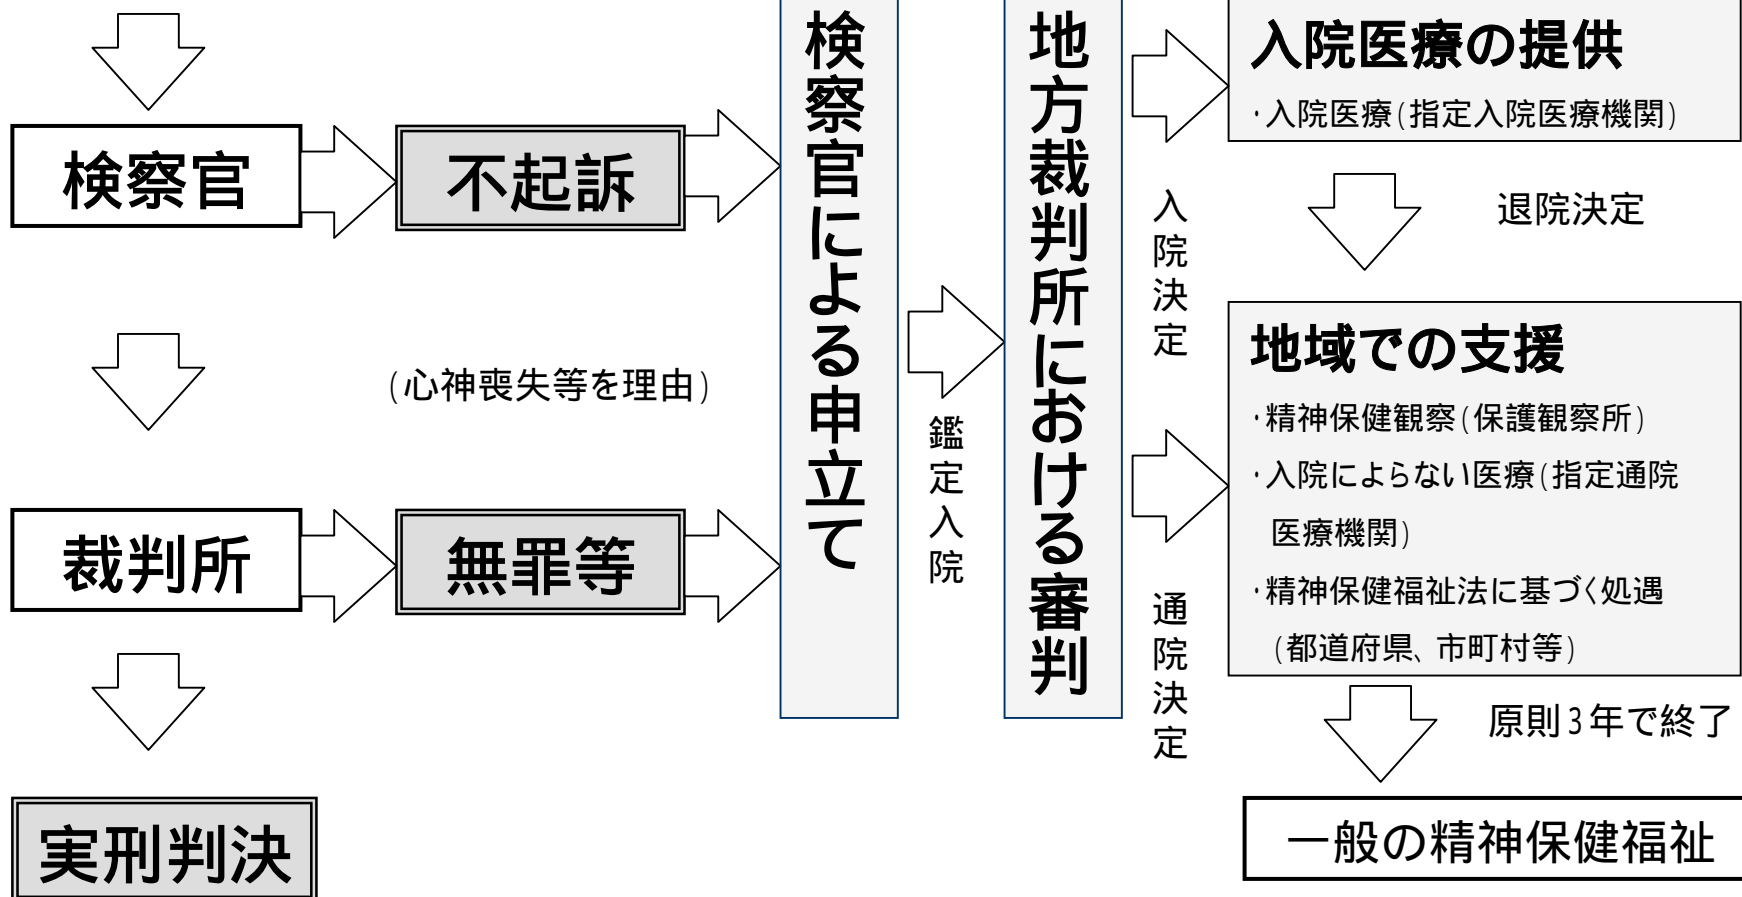 検察官
不起訴
(心神喪失等を理由)
裁判所
無罪等
実刑判決
検察官による申立て
鑑定入院
地方裁判所における審判
入院決定
通院決定
入院医療の提供
・入院医療(指定入院医療機関)
退院決定
地域での支援
・精神保健観察(保護観察所)
・入院によらない医療(指定通院
医療機関)
・精神保健福祉法に基づく処遇
(都道府県、市町村等)
原則3年で終了
一般の精神保健福祉